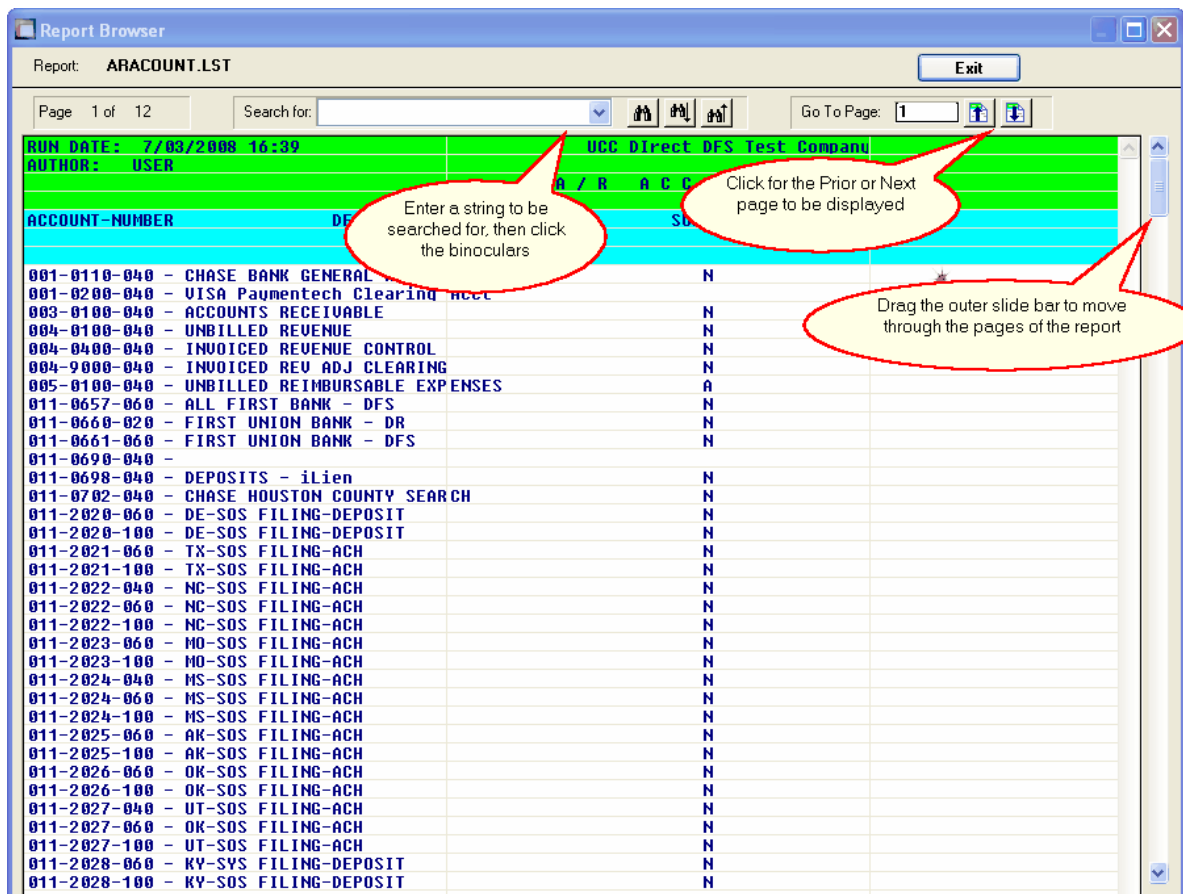 Report Browser
Report: ARACOUNT.LST
Exit
Page 1 of 12 Search for: Go To Page: 1
RUN DATE: 7/03/2008 16:39 UCC DIrect DFS Test Company
AUTHOR: USER
A / R A C C
ACCOUNT-NUMBER DE
Enter a string to be
searched for, then click
the binoculars
Click for the Prior or Next
page to be displayed
Drag the outer slide bar to move
through the pages of the report
001-0110-040 - CHASE BANK GENERAL N
001-0200-040 - VISA Paymentech Clearing Acct
003-0100-040 - ACCOUNTS RECEIVABLE N
004-0100-040 - UNBILLED REVENUE N
004-0400-040 - INVOICED REVENUE CONTROL N
004-9000-040 - INVOICED REV ADJ CLEARING N
005-0100-040 - UNBILLED REIMBURSABLE EXPENSES A
011-0657-060 - ALL FIRST BANK - DFS N
011-0660-020 - FIRST UNION BANK - DR N
011-0661-060 - FIRST UNION BANK - DFS N
011-0690-040 -
011-0698-040 - DEPOSITS - iLien N
011-0702-040 - CHASE HOUSTON COUNTY SEARCH N
011-2020-060 - DE-SOS FILING-DEPOSIT N
011-2020-100 - DE-SOS FILING-DEPOSIT N
011-2021-060 - TX-SOS FILING-ACH N
011-2021-100 - TX-SOS FILING-ACH N
011-2022-040 - NC-SOS FILING-ACH N
011-2022-060 - NC-SOS FILING-ACH N
011-2022-100 - NC-SOS FILING-ACH N
011-2023-060 - MO-SOS FILING-ACH N
011-2023-100 - MO-SOS FILING-ACH N
011-2024-040 - MS-SOS FILING-ACH N
011-2024-060 - MS-SOS FILING-ACH N
011-2024-100 - MS-SOS FILING-ACH N
011-2025-060 - AK-SOS FILING-ACH N
011-2025-100 - AK-SOS FILING-ACH N
011-2026-060 - OK-SOS FILING-ACH N
011-2026-100 - OK-SOS FILING-ACH N
011-2027-040 - UT-SOS FILING-ACH N
011-2027-060 - OK-SOS FILING-ACH N
011-2027-100 - UT-SOS FILING-ACH N
011-2028-060 - KY-SYS FILING-DEPOSIT N
011-2028-100 - KY-SOS FILING-DEPOSIT N